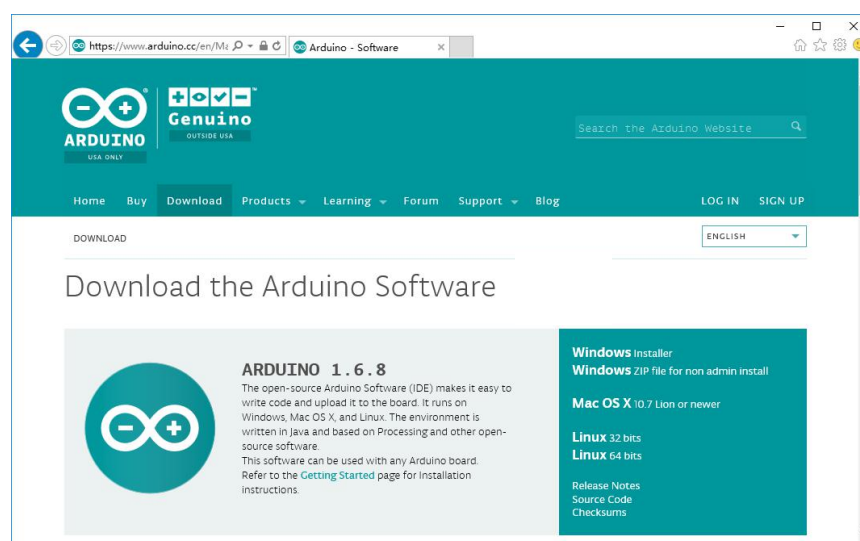 https://www.arduino.cc/en/Ma
Arduino - Software
ARDUINO
USA ONLY
Genuino
OUTSIDE USA
Search the Arduino Website
Home Buy Download Products Learning Forum Support Blog LOG IN SIGN UP
DOWNLOAD
ENGLISH
Download the Arduino Software
ARDUINO 1.6.8
The open-source Arduino Software (IDE) makes it easy to
write code and upload it to the board. It runs on
Windows, Mac OS X, and Linux. The environment is
written in Java and based on Processing and other open-
source software.
This software can be used with any Arduino board.
Refer to the Getting Started page for Installation
instructions.
Windows Installer
Windows ZIP file for non admin install
Mac OS X 10.7 Lion or newer
Linux 32 bits
Linux 64 bits
Release Notes
Source Code
Checksums